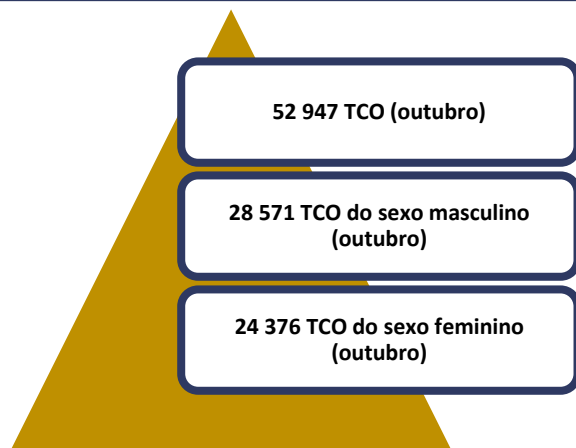 52 947 TCO (outubro)
28 571 TCO do sexo masculino
(outubro)
24 376 TCO do sexo feminino
(outubro)